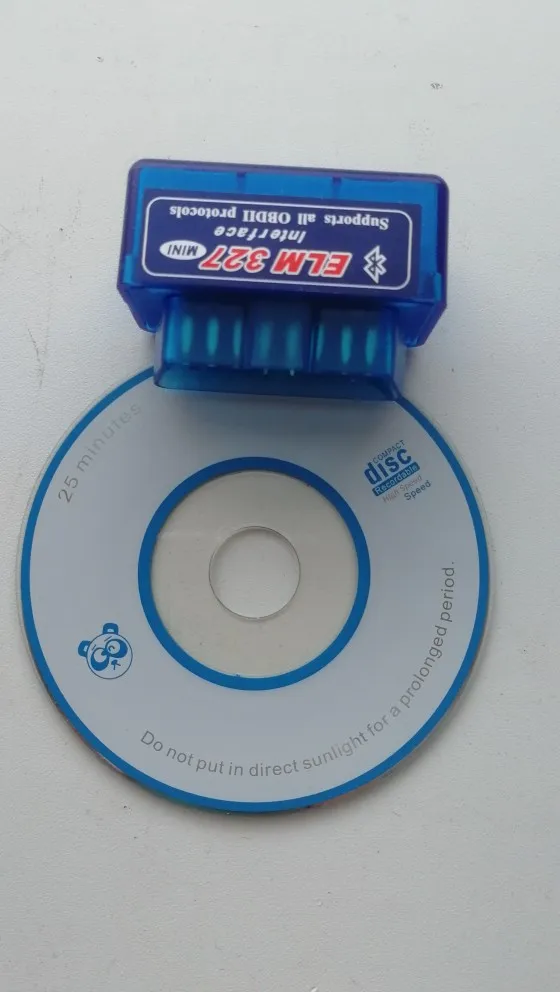 ELM 327 MINI
Interface
Supports all OBDII protocols
25 minutes
COMPACT
disc
Recordable
High Speed
Speed
Do not put in direct sunlight for a prolonged period.